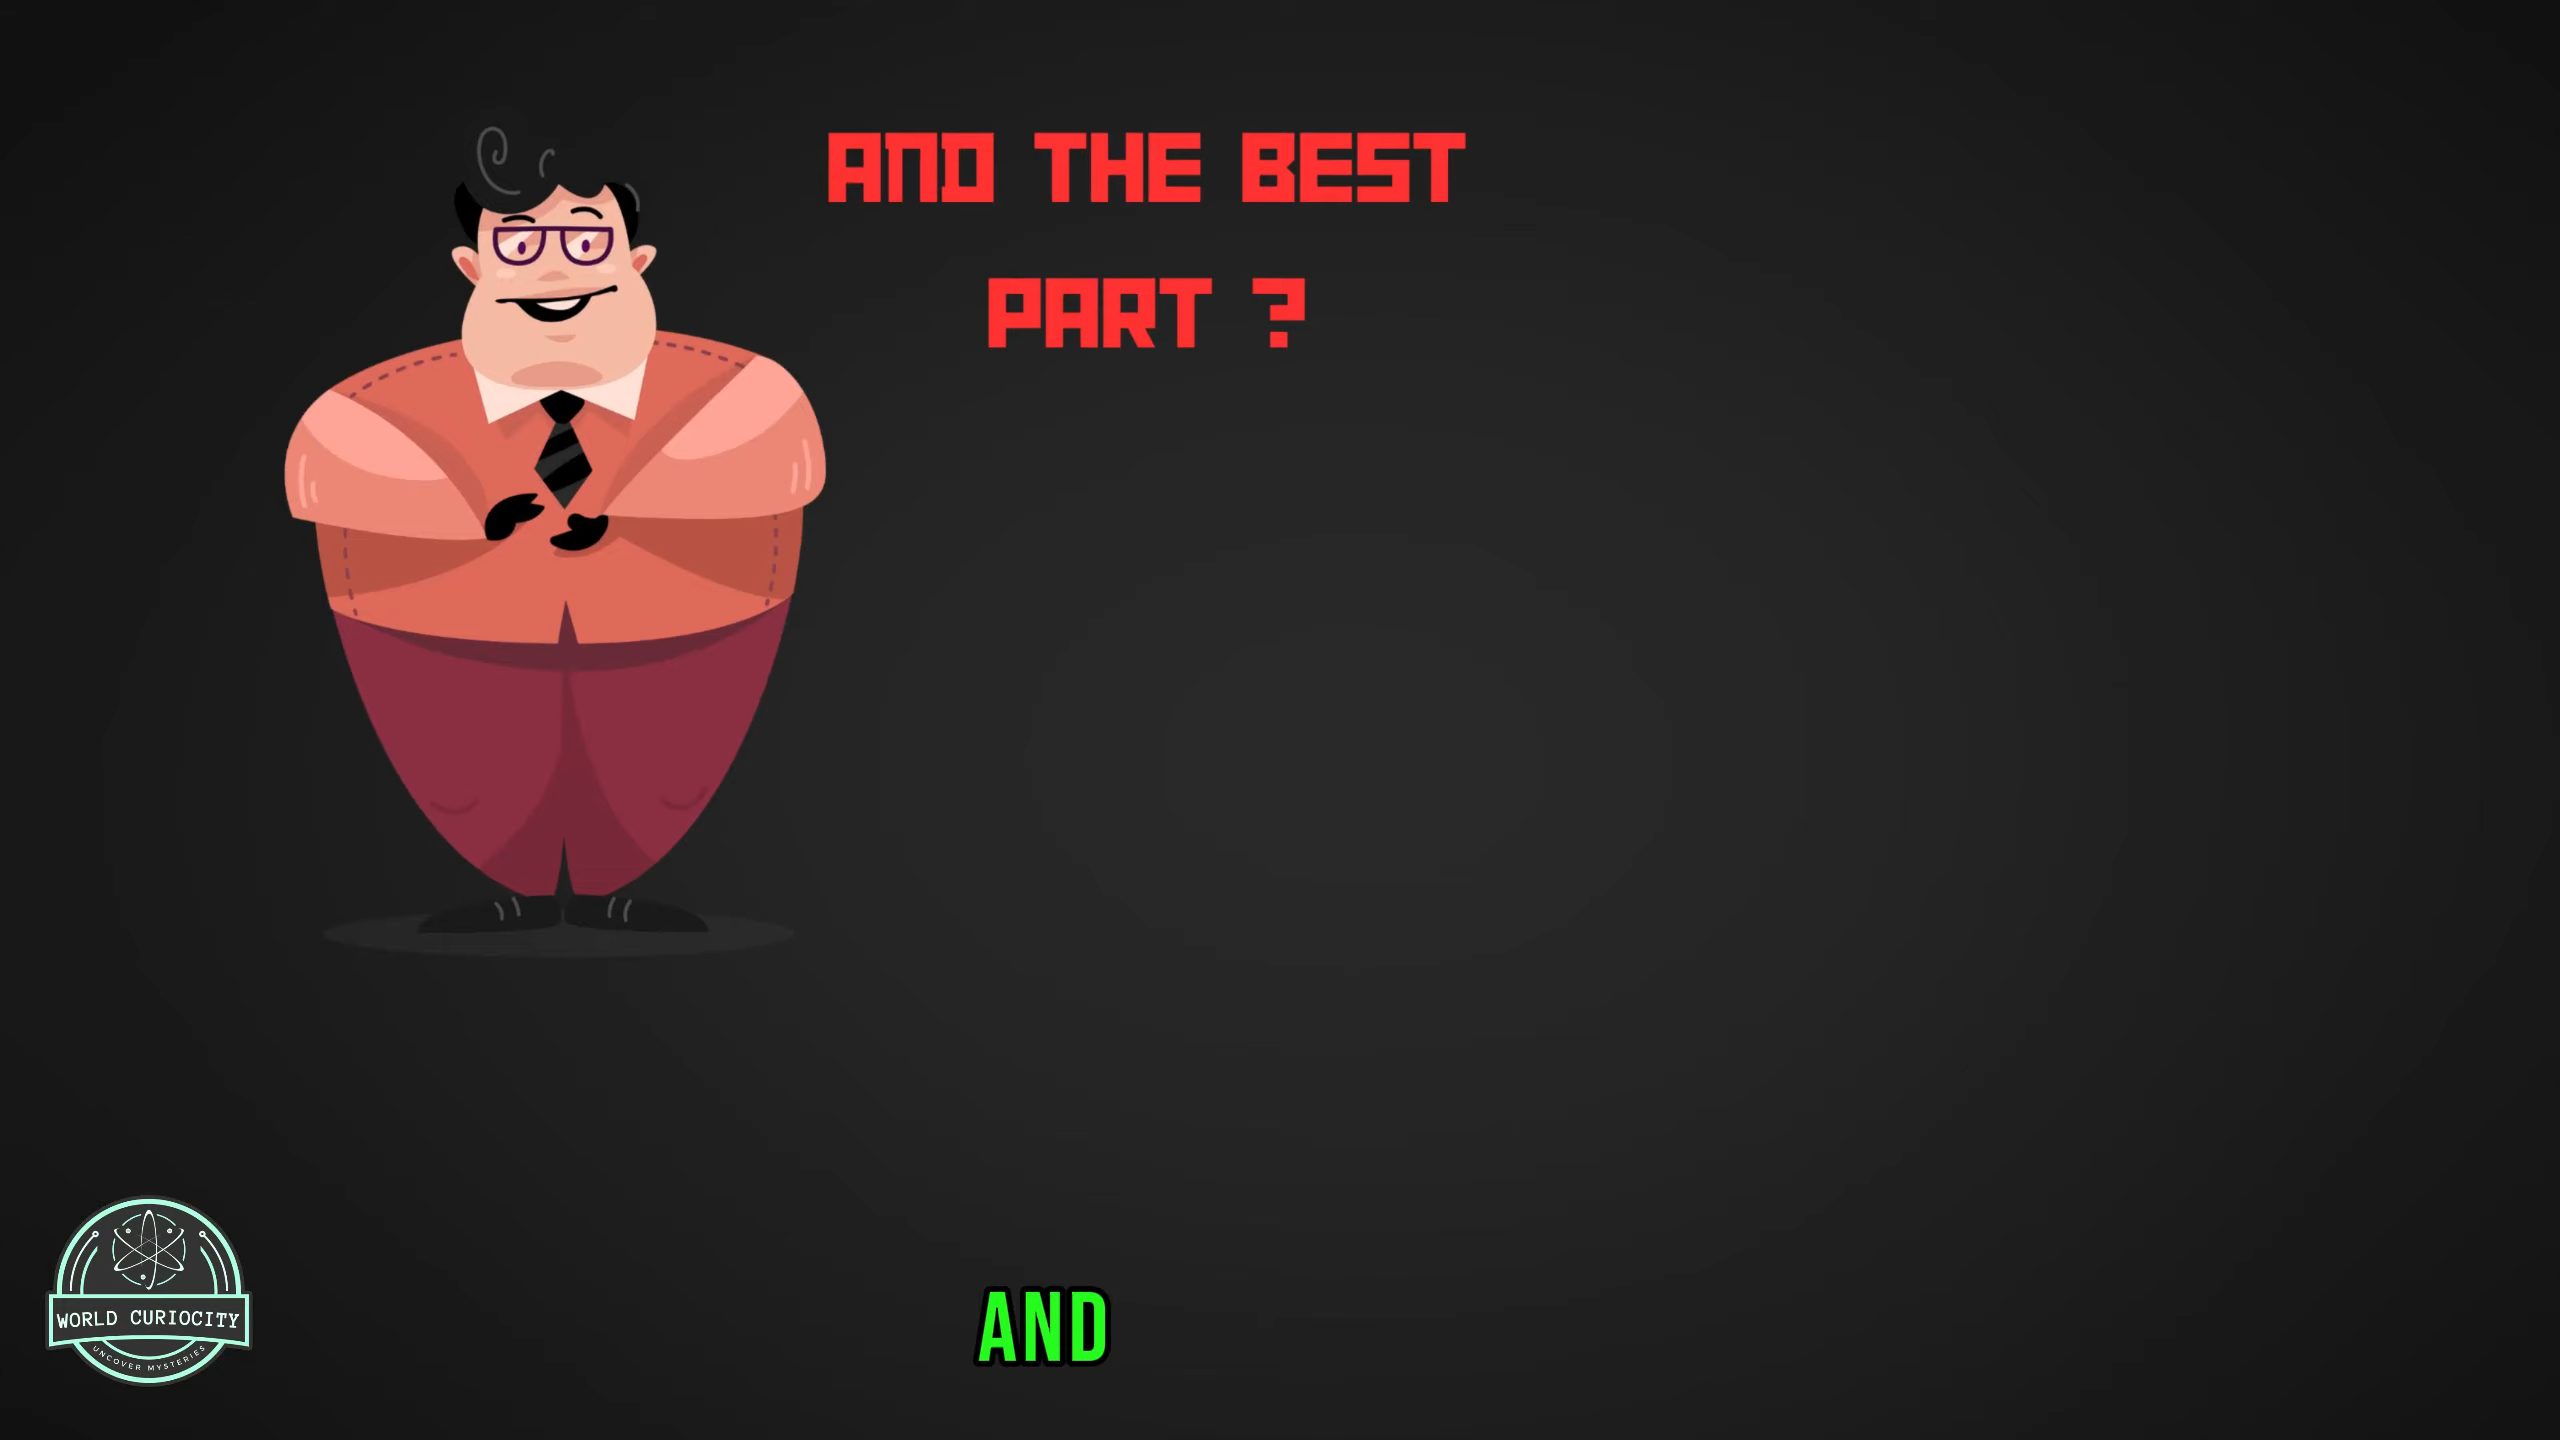 AND THE BEST
PART ?
WORLD CURIOCITY
UNCOVER MYSTERIES
AND